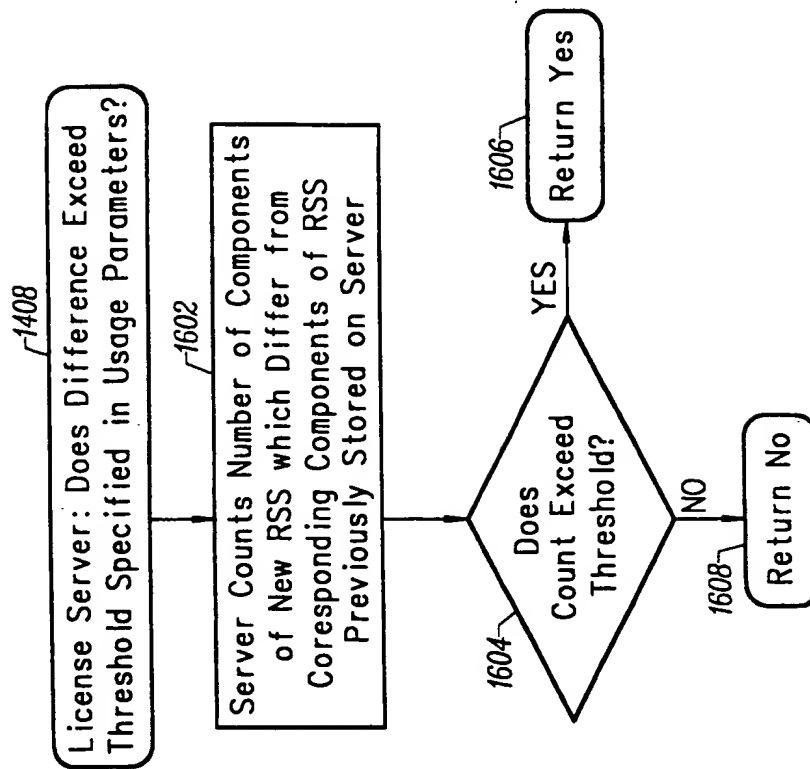 1408
License Server: Does Difference Exceed
Threshold Specified in Usage Parameters?
1602
Server Counts Number of Components
of New RSS which Differ from
Coresponding Components of RSS
Previously Stored on Server
1604
Does
Count Exceed
Threshold?
YES
1606
Return Yes
NO
1608
Return No